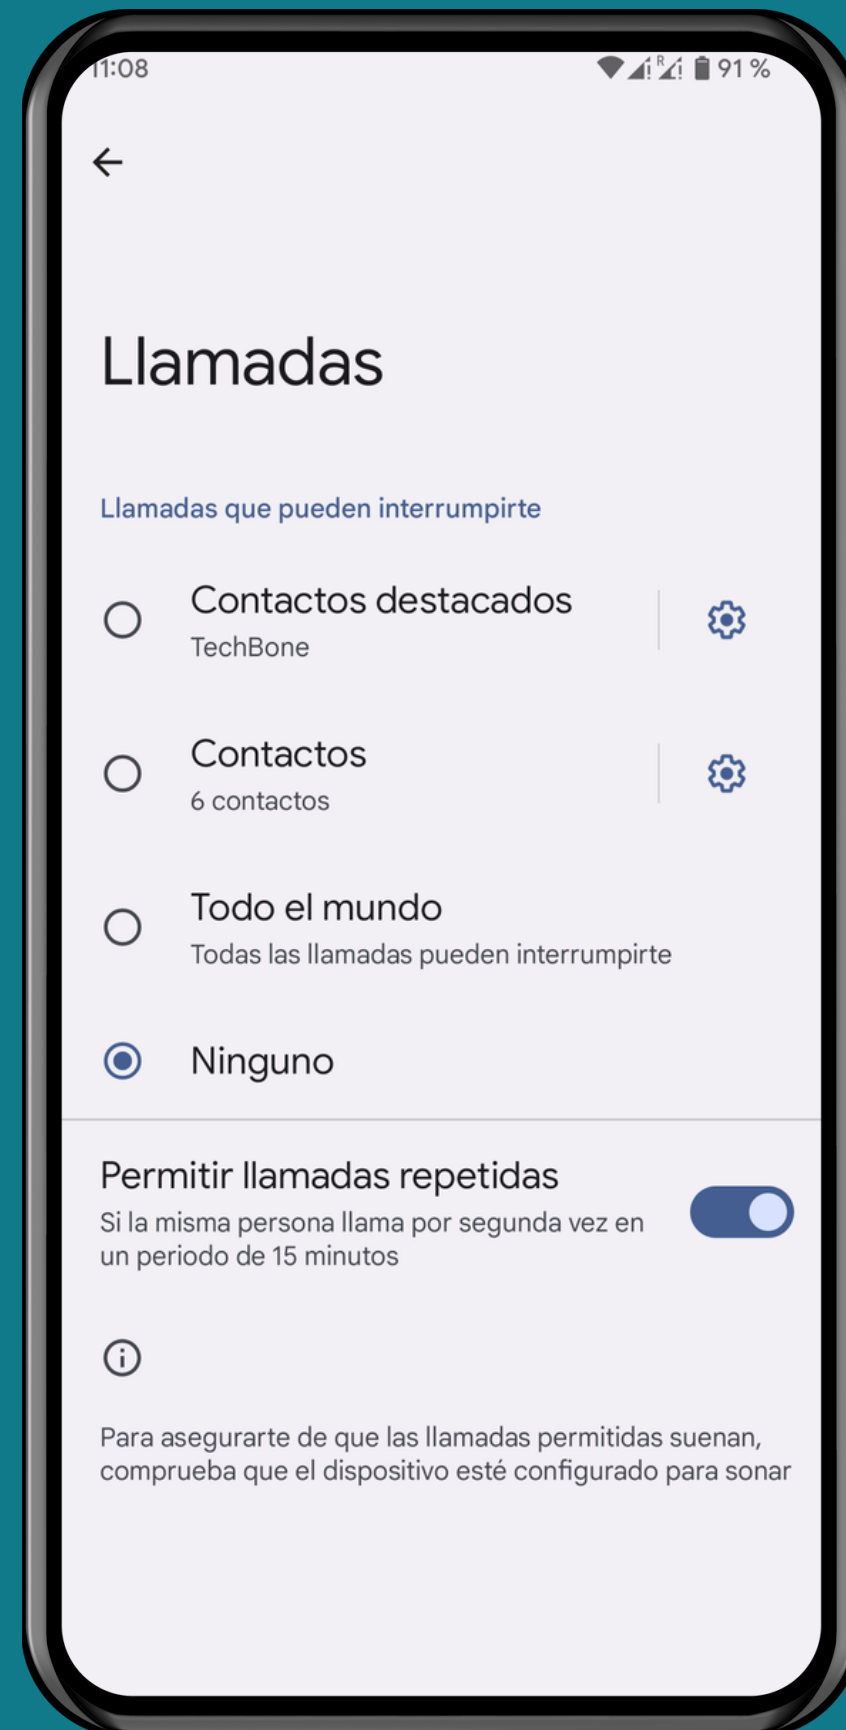 11:08 R 91 %
Llamadas
Llamadas que pueden interrumpirte
Contactos destacados
TechBone
Contactos
6 contactos
Todo el mundo
Todas las llamadas pueden interrumpirte
Ninguno
Permitir llamadas repetidas
Si la misma persona llama por segunda vez en
un periodo de 15 minutos
Para asegurarte de que las llamadas permitidas suenan,
comprueba que el dispositivo esté configurado para sonar